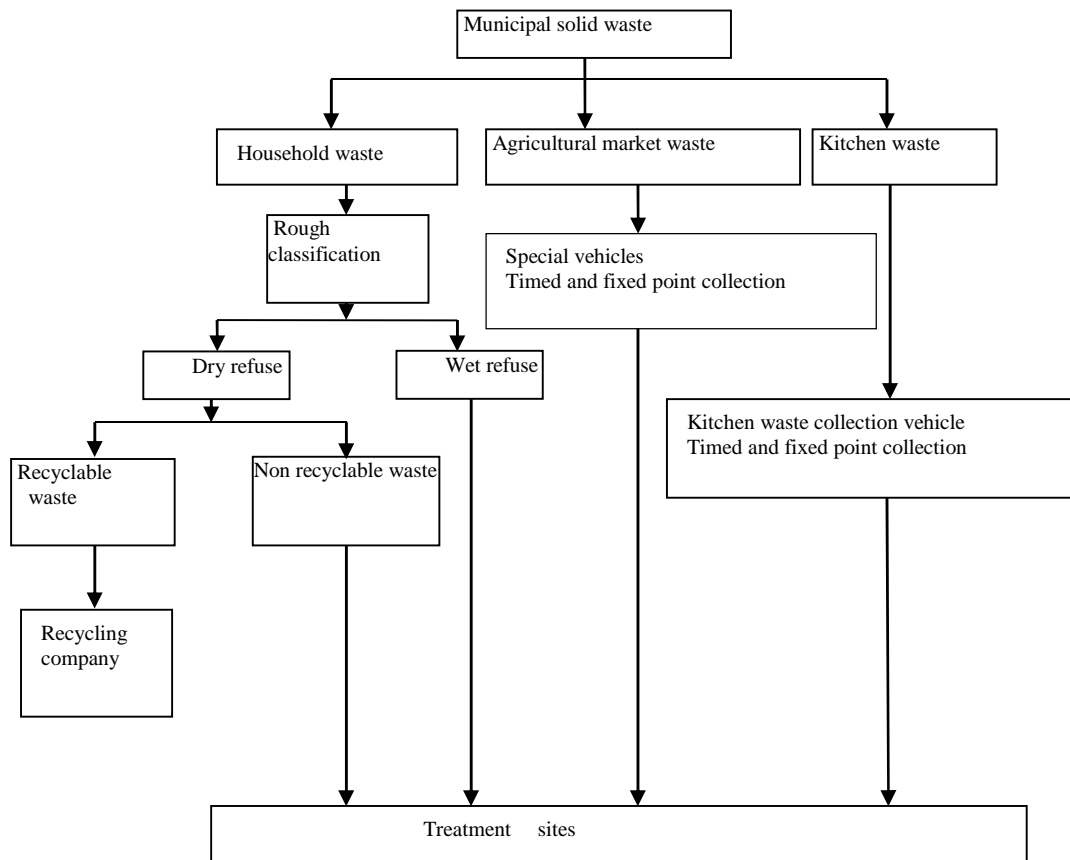 Municipal solid waste
Household waste
Agricultural market waste
Kitchen waste
Rough
classification
Special vehicles
Timed and fixed point collection
Dry refuse
Wet refuse
Kitchen waste collection vehicle
Timed and fixed point collection
Recyclable
waste
Non recyclable waste
Recycling
company
Treatment sites